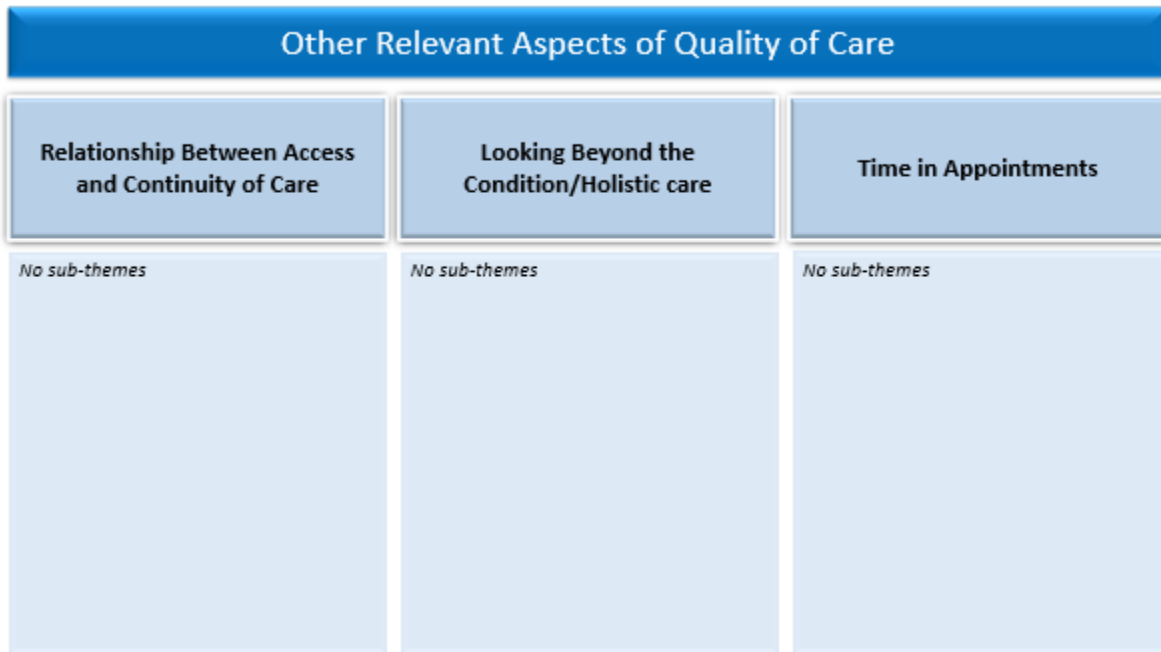 Other Relevant Aspects of Quality of Care
Relationship Between Access
and Continuity of Care
Looking Beyond the
Condition/Holistic care
Time in Appointments
No sub-themes
No sub-themes
No sub-themes